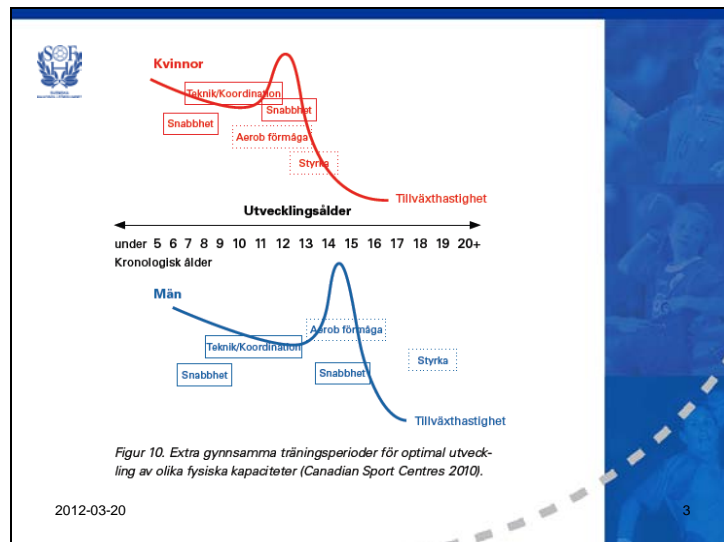 SHF
Kvinnor
Teknik/Koordination
Snabbhet
Snabbhet
Aerob förmåga
Styrka
Tillväxthastighet
Utvecklingsålder
under 5 6 7 8 9 10 11 12 13 14 15 16 17 18 19 20+
Kronologisk ålder
Män
Aerob förmåga
Teknik/Koordination
Styrka
Snabbhet
Snabbhet
Tillväxthastighet
Figur 10. Extra gynnsamma träningsperioder för optimal utveck-
ling av olika fysiska kapaciteter (Canadian Sport Centres 2010).
2012-03-20
3